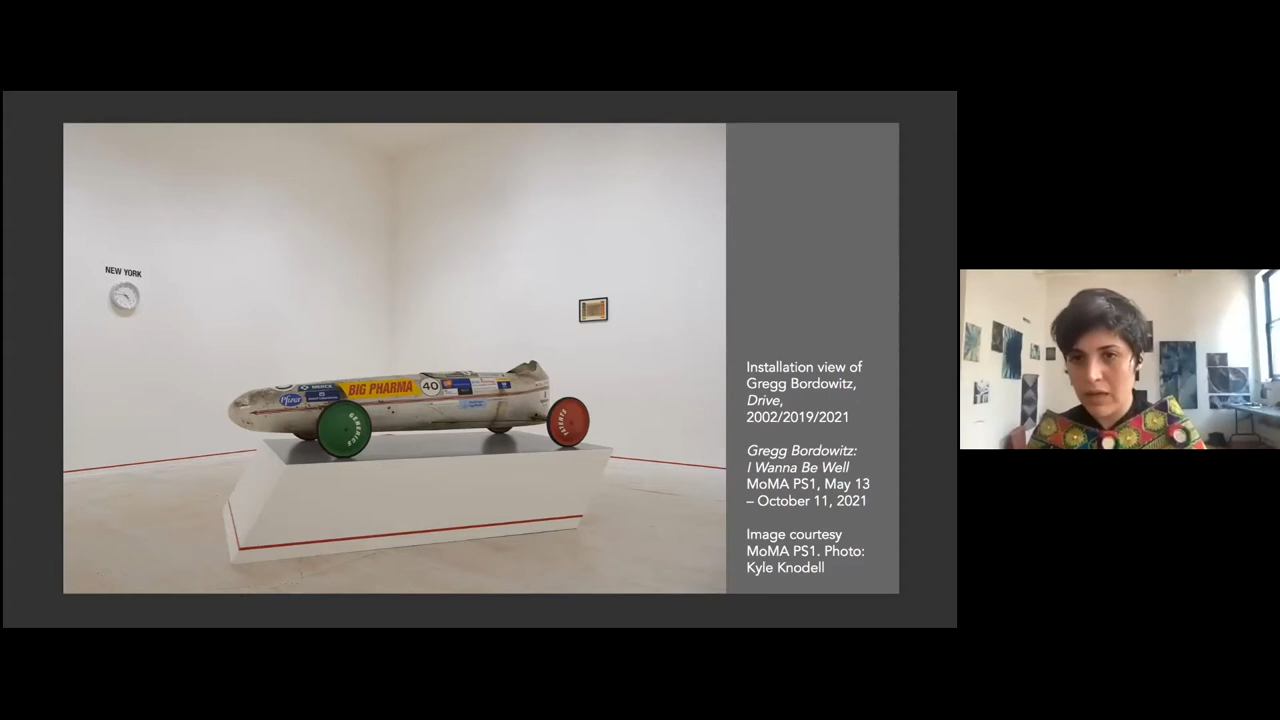 NEW YORK
MERCK
Pfizer
BIG PHARMA
40
GENERICS
PATENTS
Installation view of
Gregg Bordowitz,
Drive,
2002/2019/2021
Gregg Bordowitz:
I Wanna Be Well
MoMA PS1, May 13
– October 11, 2021
Image courtesy
MoMA PS1. Photo:
Kyle Knodell